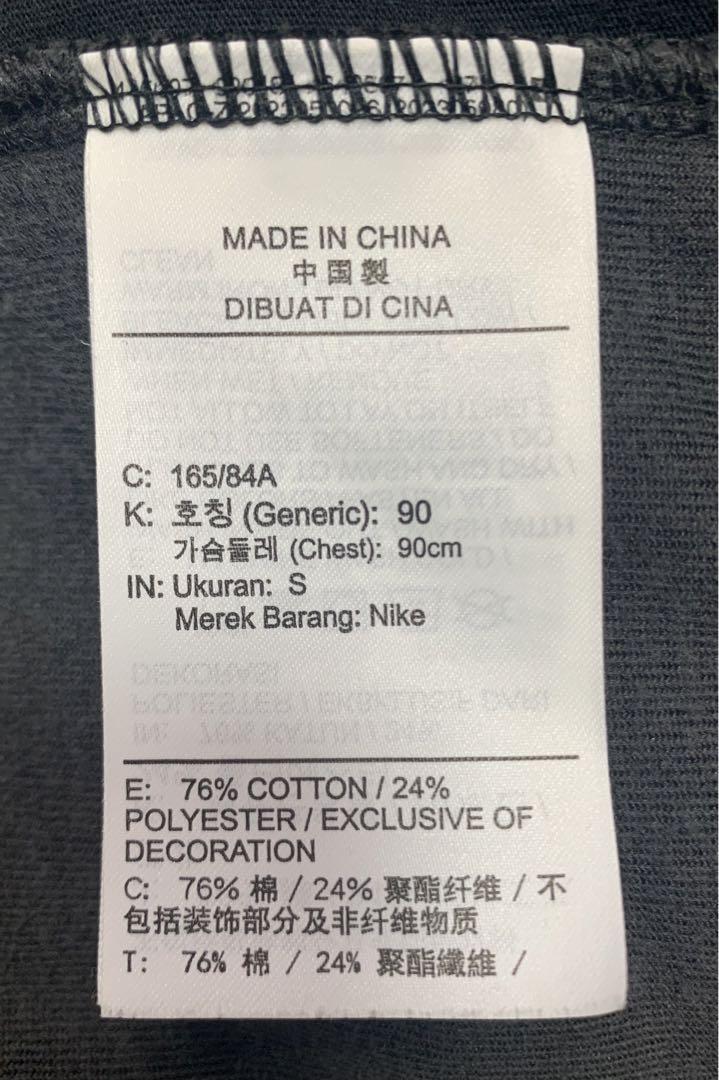 MADE IN CHINA
中国製
DIBUAT DI CINA
C: 165/84A
K: 호칭 (Generic): 90
가슴둘레 (Chest): 90cm
IN: Ukuran: S
Merek Barang: Nike
E: 76% COTTON / 24%
POLYESTER / EXCLUSIVE OF
DECORATION
C: 76% 棉 / 24% 聚酯纤维 / 不
包括装饰部分及非纤维物质
T: 76% 棉 / 24% 聚酯纖維 /